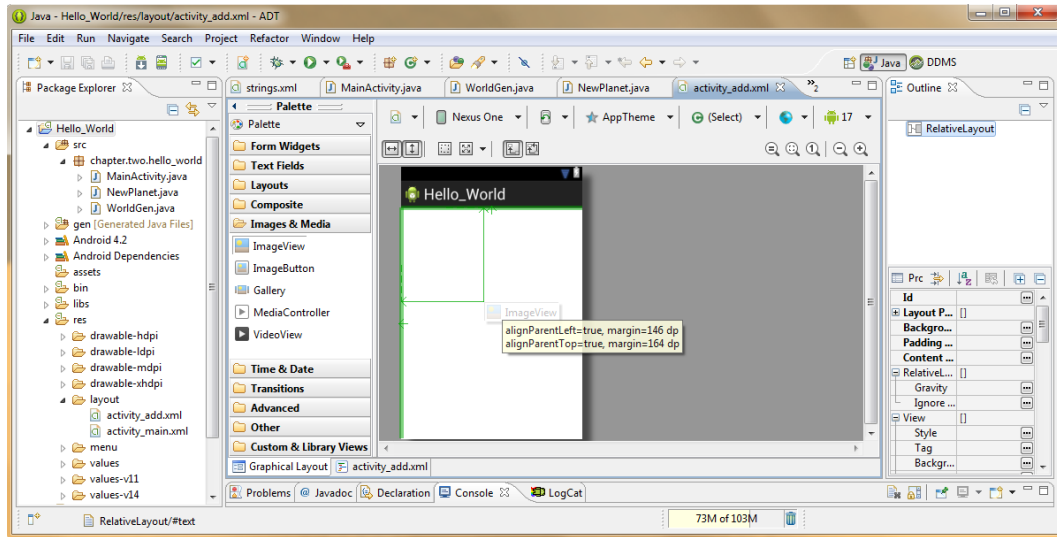 Java - Hello_World/res/layout/activity_add.xml - ADT
File Edit Run Navigate Search Project Refactor Window Help
Java DDMS
Package Explorer
Hello_World
src
chapter.two.hello_world
MainActivity.java
NewPlanet.java
WorldGen.java
gen [Generated Java Files]
Android 4.2
Android Dependencies
assets
bin
libs
res
drawable-hdpi
drawable-ldpi
drawable-mdpi
drawable-xhdpi
layout
activity_add.xml
activity_main.xml
menu
values
values-v11
values-v14
strings.xml MainActivity.java WorldGen.java NewPlanet.java activity_add.xml »2
Palette
Palette
Form Widgets
Text Fields
Layouts
Composite
Images & Media
ImageView
ImageButton
Gallery
MediaController
VideoView
Time & Date
Transitions
Advanced
Other
Custom & Library Views
Nexus One AppTheme (Select) 17
Hello_World
ImageView
alignParentLeft=true, margin=146 dp
alignParentTop=true, margin=164 dp
Graphical Layout activity_add.xml
Outline
RelativeLayout
Prc
Id
Layout P... []
Backgro...
Padding ...
Content ...
RelativeL... []
Gravity
Ignore ...
View []
Style
Tag
Backgr...
Problems @ Javadoc Declaration Console LogCat
RelativeLayout/#text
73M of 103M